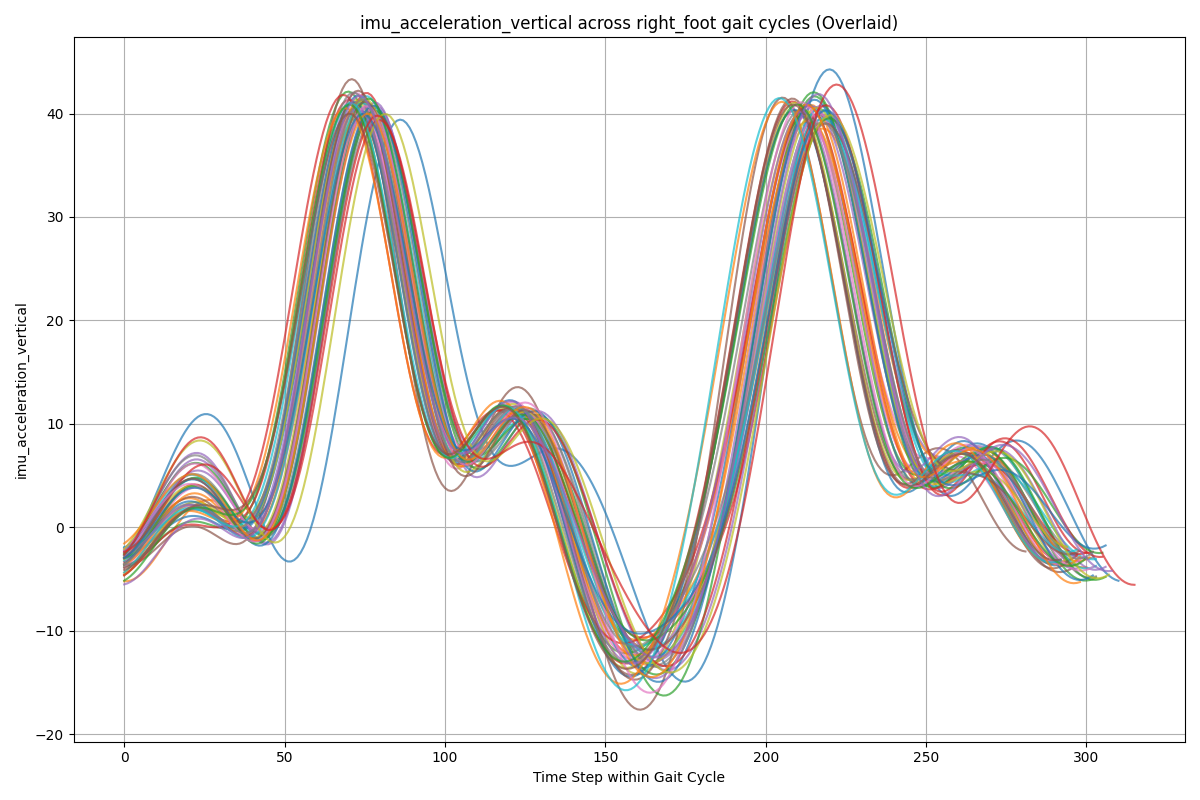 imu_acceleration_vertical across right_foot gait cycles (Overlaid)
imu_acceleration_vertical
40
30
20
10
0
−10
−20
0 50 100 150 200 250 300
Time Step within Gait Cycle